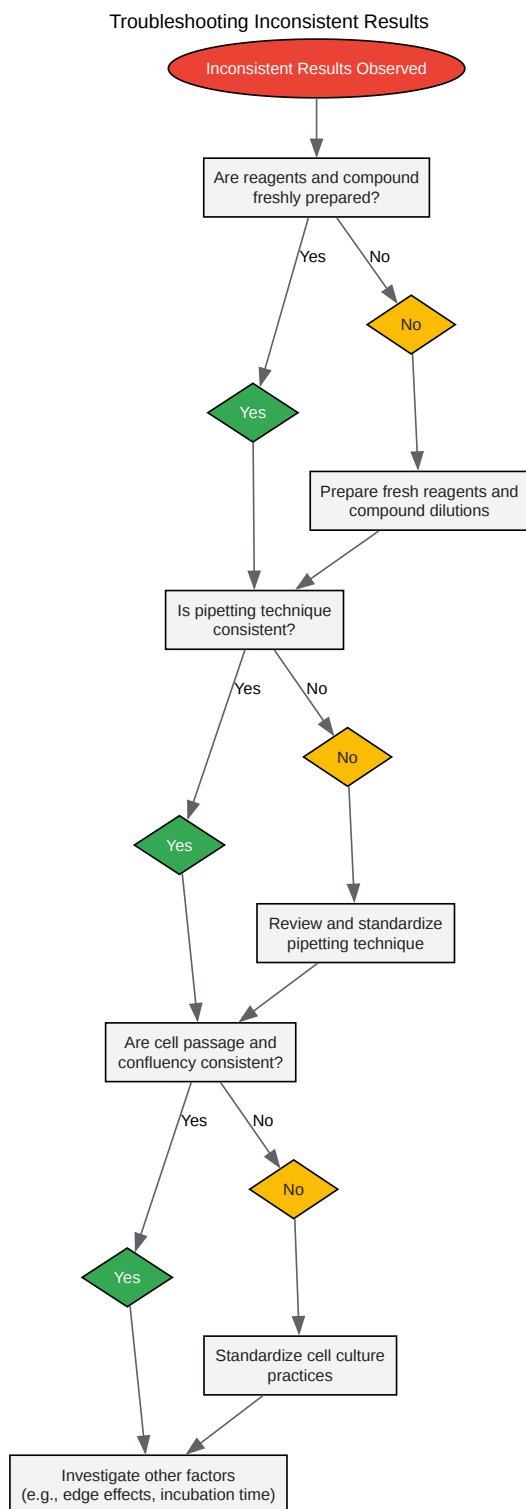 Troubleshooting Inconsistent Results
Inconsistent Results Observed
Are reagents and compound
freshly prepared?
Yes
No
No
Yes
Prepare fresh reagents and
compound dilutions
Is pipetting technique
consistent?
Yes
No
No
Yes
Review and standardize
pipetting technique
Are cell passage and
confluency consistent?
Yes
No
No
Yes
Standardize cell culture
practices
Investigate other factors
(e.g., edge effects, incubation time)